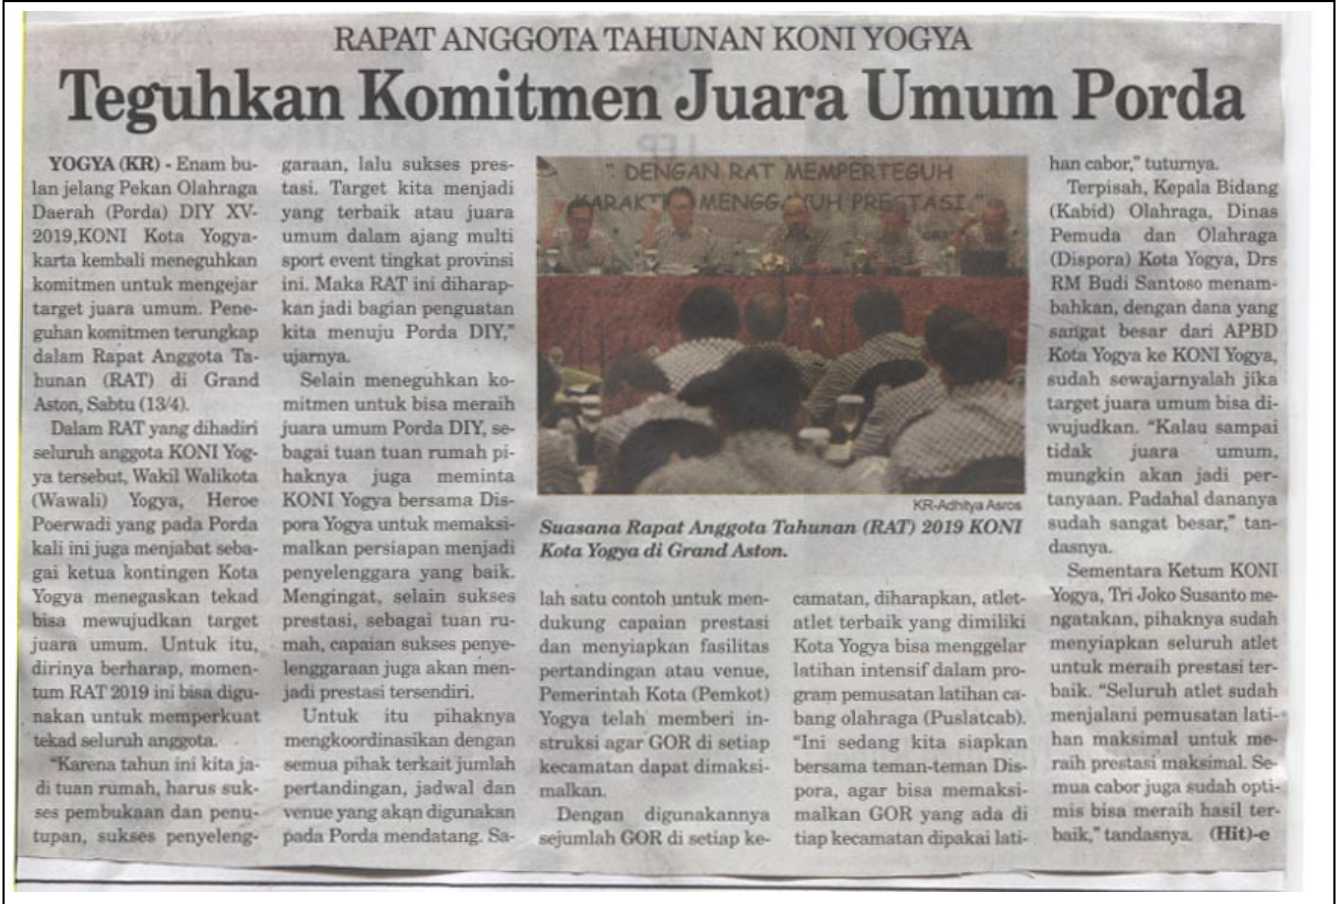 RAPAT ANGGOTA TAHUNAN KONI YOGYA
Teguhkan Komitmen Juara Umum Porda
YOGYA (KR) - Enam bu-
lan jelang Pekan Olahraga
Daerah (Porda) DIY XV-
2019,KONI Kota Yogya-
karta kembali meneguhkan
komitmen untuk mengejar
target juara umum. Pene-
guhan komitmen terungkap
dalam Rapat Anggota Ta-
hunan (RAT) di Grand
Aston, Sabtu (13/4).
Dalam RAT yang dihadiri
seluruh anggota KONI Yog-
ya tersebut, Wakil Walikota
(Wawali) Yogya, Heroe
Poerwadi yang pada Porda
kali ini juga menjabat seba-
gai ketua kontingen Kota
Yogya menegaskan tekad
bisa mewujudkan target
juara umum. Untuk itu,
dirinya berharap, momen-
tum RAT 2019 ini bisa digu-
nakan untuk memperkuat
tekad seluruh anggota.
"Karena tahun ini kita ja-
di tuan rumah, harus suk-
ses pembukaan dan penu-
tupan, sukses penyeleng-
garaan, lalu sukses pres-
tasi. Target kita menjadi
yang terbaik atau juara
umum dalam ajang multi
sport event tingkat provinsi
ini. Maka RAT ini diharap-
kan jadi bagian penguatan
kita menuju Porda DIY,"
ujarnya.
Selain meneguhkan ko-
mitmen untuk bisa meraih
juara umum Porda DIY, se-
bagai tuan tuan rumah pi-
haknya juga meminta
KONI Yogya bersama Dis-
pora Yogya untuk memaksi-
malkan persiapan menjadi
penyelenggara yang baik.
Mengingat, selain sukses
prestasi, sebagai tuan ru-
mah, capaian sukses penye-
lenggaraan juga akan men-
jadi prestasi tersendiri.
Untuk itu pihaknya
mengkoordinasikan dengan
semua pihak terkait jumlah
pertandingan, jadwal dan
venue yang akan digunakan
pada Porda mendatang. Sa-
" DENGAN RAT MEMPERTEGUH
KARAKTER MENGGAYUH PRESTASI "
KR-Adhitya Asros
Suasana Rapat Anggota Tahunan (RAT) 2019 KONI
Kota Yogya di Grand Aston.
lah satu contoh untuk men-
dukung capaian prestasi
dan menyiapkan fasilitas
pertandingan atau venue,
Pemerintah Kota (Pemkot)
Yogya telah memberi in-
struksi agar GOR di setiap
kecamatan dapat dimaksi-
malkan.
Dengan digunakannya
sejumlah GOR di setiap ke-
camatan, diharapkan, atlet-
atlet terbaik yang dimiliki
Kota Yogya bisa menggelar
latihan intensif dalam pro-
gram pemusatan latihan ca-
bang olahraga (Puslatcab).
"Ini sedang kita siapkan
bersama teman-teman Dis-
pora, agar bisa memaksi-
malkan GOR yang ada di
tiap kecamatan dipakai lati-
han cabor," tuturnya.
Terpisah, Kepala Bidang
(Kabid) Olahraga, Dinas
Pemuda dan Olahraga
(Dispora) Kota Yogya, Drs
RM Budi Santoso menam-
bahkan, dengan dana yang
sangat besar dari APBD
Kota Yogya ke KONI Yogya,
sudah sewajarnyalah jika
target juara umum bisa di-
wujudkan. "Kalau sampai
tidak juara umum,
mungkin akan jadi per-
tanyaan. Padahal dananya
sudah sangat besar," tan-
dasnya.
Sementara Ketum KONI
Yogya, Tri Joko Susanto me-
ngatakan, pihaknya sudah
menyiapkan seluruh atlet
untuk meraih prestasi ter-
baik. "Seluruh atlet sudah
menjalani pemusatan lati-
han maksimal untuk me-
raih prestasi maksimal. Se-
mua cabor juga sudah opti-
mis bisa meraih hasil ter-
baik," tandasnya. (Hit)-e